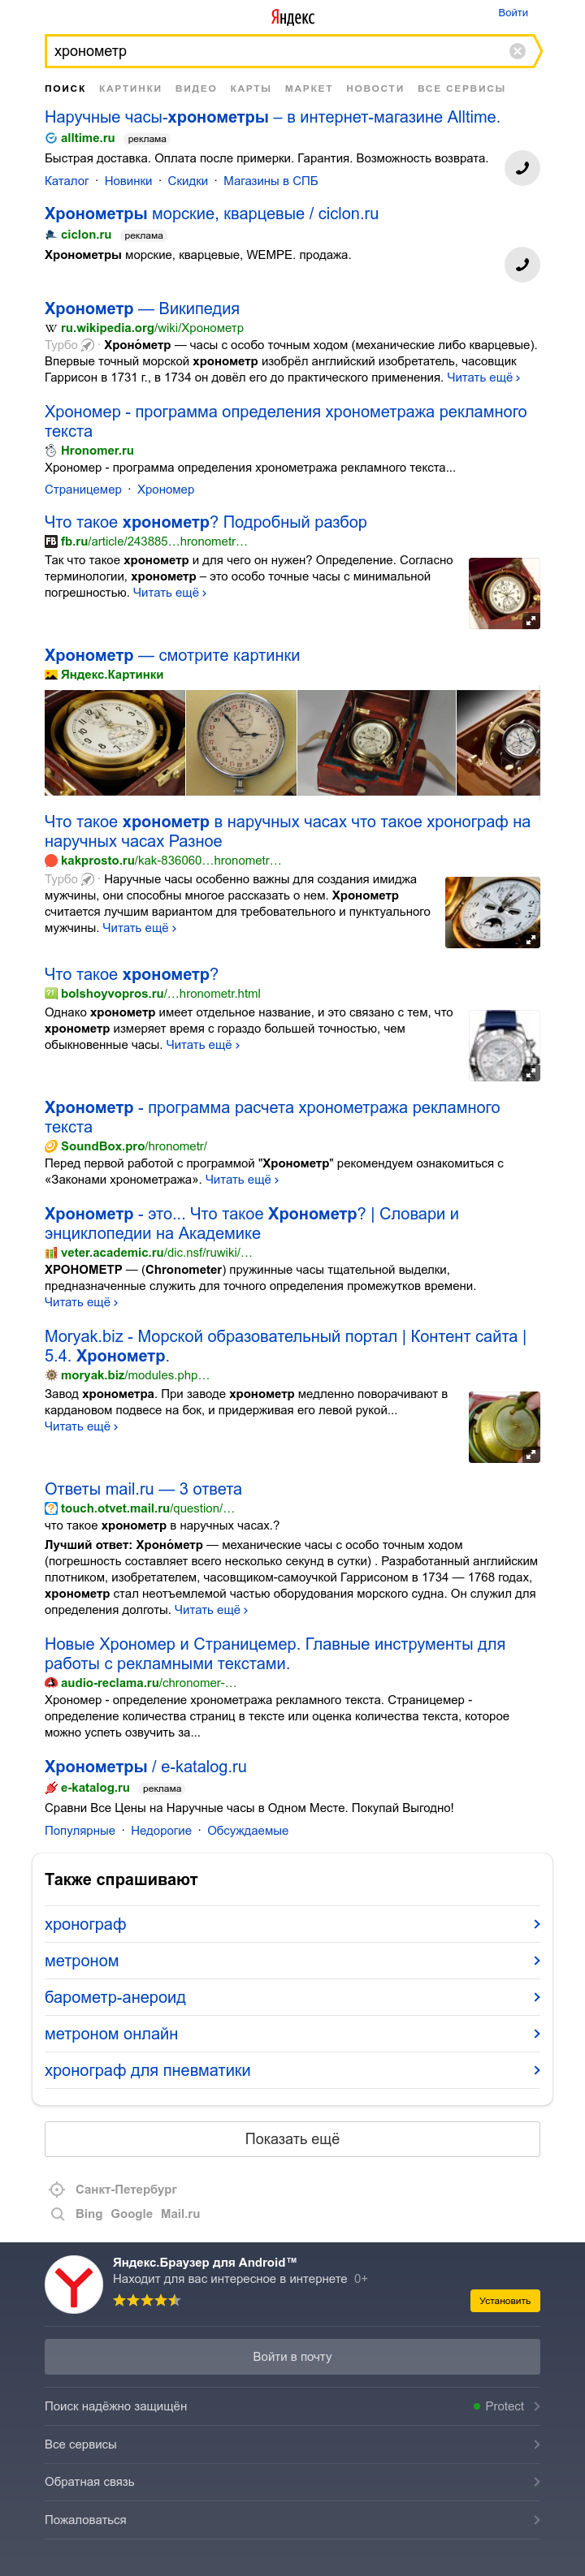 Яндекс
Войти
хронометр
ПОИСК КАРТИНКИ ВИДЕО КАРТЫ МАРКЕТ НОВОСТИ ВСЕ СЕРВИСЫ
Наручные часы-хронометры – в интернет-магазине Alltime.
alltime.ru реклама
Быстрая доставка. Оплата после примерки. Гарантия. Возможность возврата.
Каталог · Новинки · Скидки · Магазины в СПБ
Хронометры морские, кварцевые / ciclon.ru
ciclon.ru реклама
Хронометры морские, кварцевые, WEMPE. продажа.
Хронометр — Википедия
W ru.wikipedia.org/wiki/Хронометр
Турбо · Хроно́метр — часы с особо точным ходом (механические либо кварцевые).
Впервые точный морской хронометр изобрёл английский изобретатель, часовщик
Гаррисон в 1731 г., в 1734 он довёл его до практического применения. Читать ещё ›
Хрономер - программа определения хронометража рекламного
текста
Hronomer.ru
Хрономер - программа определения хронометража рекламного текста...
Страницемер · Хрономер
Что такое хронометр? Подробный разбор
FB fb.ru/article/243885…hronometr…
Так что такое хронометр и для чего он нужен? Определение. Согласно
терминологии, хронометр – это особо точные часы с минимальной
погрешностью. Читать ещё ›
Хронометр — смотрите картинки
Яндекс.Картинки
Что такое хронометр в наручных часах что такое хронограф на
наручных часах Разное
kakprosto.ru/kak-836060…hronometr…
Турбо · Наручные часы особенно важны для создания имиджа
мужчины, они способны многое рассказать о нем. Хронометр
считается лучшим вариантом для требовательного и пунктуального
мужчины. Читать ещё ›
Что такое хронометр?
bolshoyvopros.ru/…hronometr.html
Однако хронометр имеет отдельное название, и это связано с тем, что
хронометр измеряет время с гораздо большей точностью, чем
обыкновенные часы. Читать ещё ›
Хронометр - программа расчета хронометража рекламного
текста
SoundBox.pro/hronometr/
Перед первой работой с программой "Хронометр" рекомендуем ознакомиться с
«Законами хронометража». Читать ещё ›
Хронометр - это... Что такое Хронометр? | Словари и
энциклопедии на Академике
veter.academic.ru/dic.nsf/ruwiki/…
ХРОНОМЕТР — (Chronometer) пружинные часы тщательной выделки,
предназначенные служить для точного определения промежутков времени.
Читать ещё ›
Moryak.biz - Морской образовательный портал | Контент сайта |
5.4. Хронометр.
moryak.biz/modules.php…
Завод хронометра. При заводе хронометр медленно поворачивают в
кардановом подвесе на бок, и придерживая его левой рукой...
Читать ещё ›
Ответы mail.ru — 3 ответа
touch.otvet.mail.ru/question/…
что такое хронометр в наручных часах.?
Лучший ответ: Хроно́метр — механические часы с особо точным ходом
(погрешность составляет всего несколько секунд в сутки) . Разработанный английским
плотником, изобретателем, часовщиком-самоучкой Гаррисоном в 1734 — 1768 годах,
хронометр стал неотъемлемой частью оборудования морского судна. Он служил для
определения долготы. Читать ещё ›
Новые Хрономер и Страницемер. Главные инструменты для
работы с рекламными текстами.
audio-reclama.ru/chronomer-…
Хрономер - определение хронометража рекламного текста. Страницемер -
определение количества страниц в тексте или оценка количества текста, которое
можно успеть озвучить за...
Хронометры / e-katalog.ru
e-katalog.ru реклама
Сравни Все Цены на Наручные часы в Одном Месте. Покупай Выгодно!
Популярные · Недорогие · Обсуждаемые
Также спрашивают
хронограф
метроном
барометр-анероид
метроном онлайн
хронограф для пневматики
Показать ещё
Санкт-Петербург
Bing Google Mail.ru
Яндекс.Браузер для Android™
Находит для вас интересное в интернете 0+
Установить
Войти в почту
Поиск надёжно защищён Protect
Все сервисы
Обратная связь
Пожаловаться